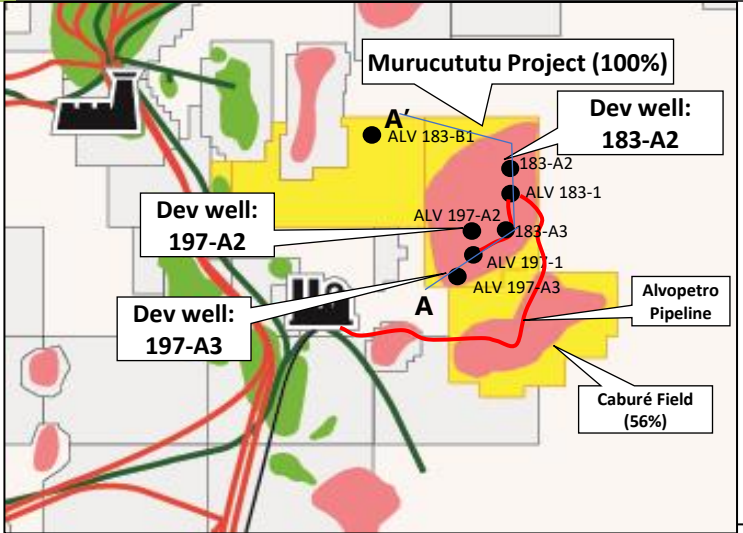 Murucututu Project (100%)
A'
ALV 183-B1
Dev well:
183-A2
183-A2
ALV 183-1
Dev well:
197-A2
ALV 197-A2
183-A3
ALV 197-1
ALV 197-A3
A
Dev well:
197-A3
Alvopetro
Pipeline
Caburé Field
(56%)